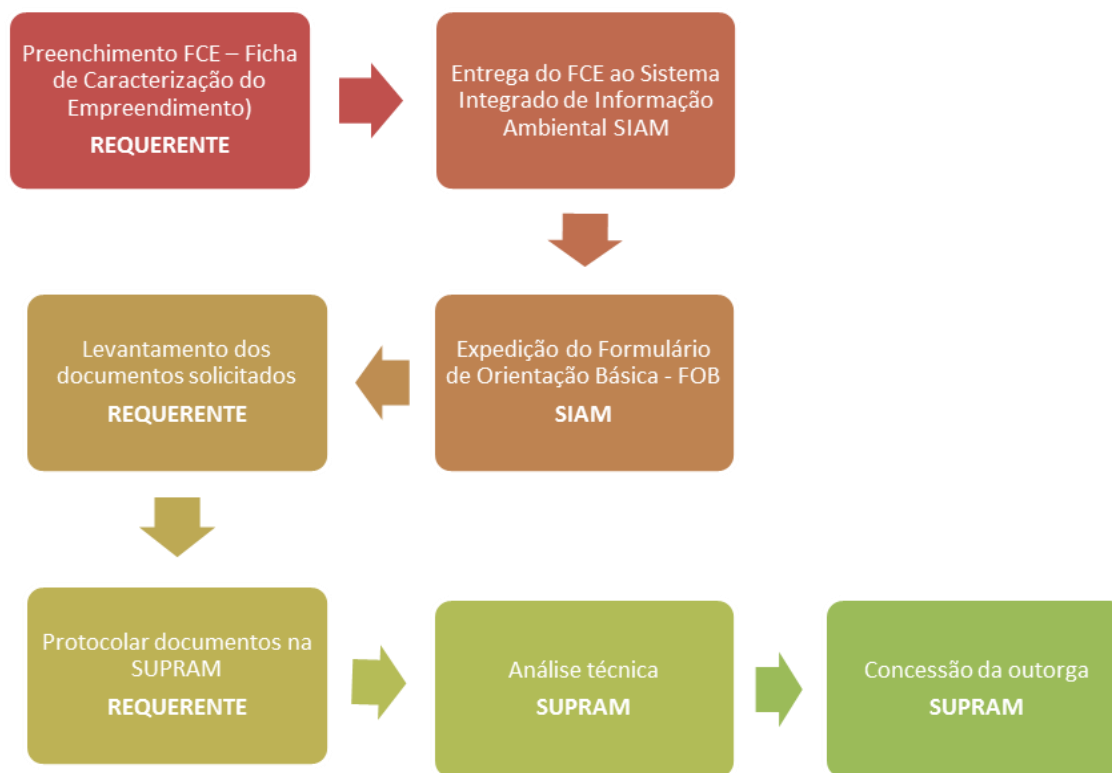 Preenchimento FCE – Ficha
de Caracterização do
Empreendimento)
REQUERENTE
Entrega do FCE ao Sistema
Integrado de Informação
Ambiental SIAM
Expedição do Formulário
de Orientação Básica - FOB
SIAM
Levantamento dos
documentos solicitados
REQUERENTE
Protocolar documentos na
SUPRAM
REQUERENTE
Análise técnica
SUPRAM
Concessão da outorga
SUPRAM